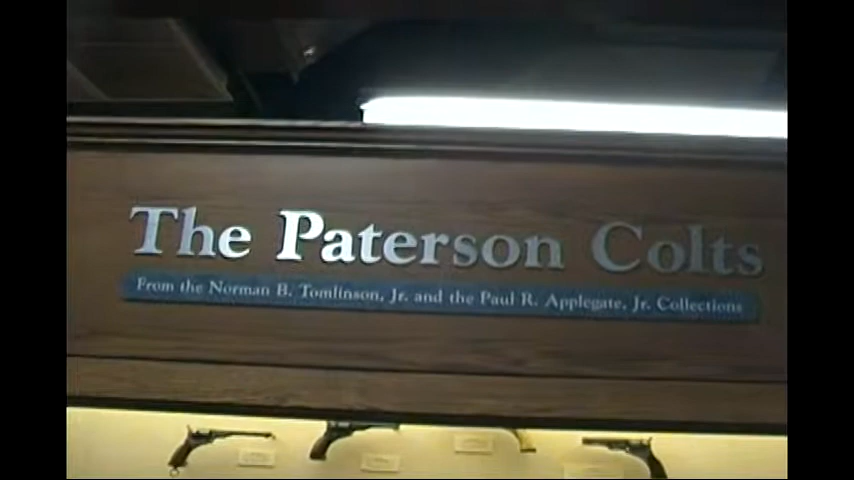 The Paterson Colts
From the Norman B. Tomlinson, Jr. and the Paul R. Applegate, Jr. Collections